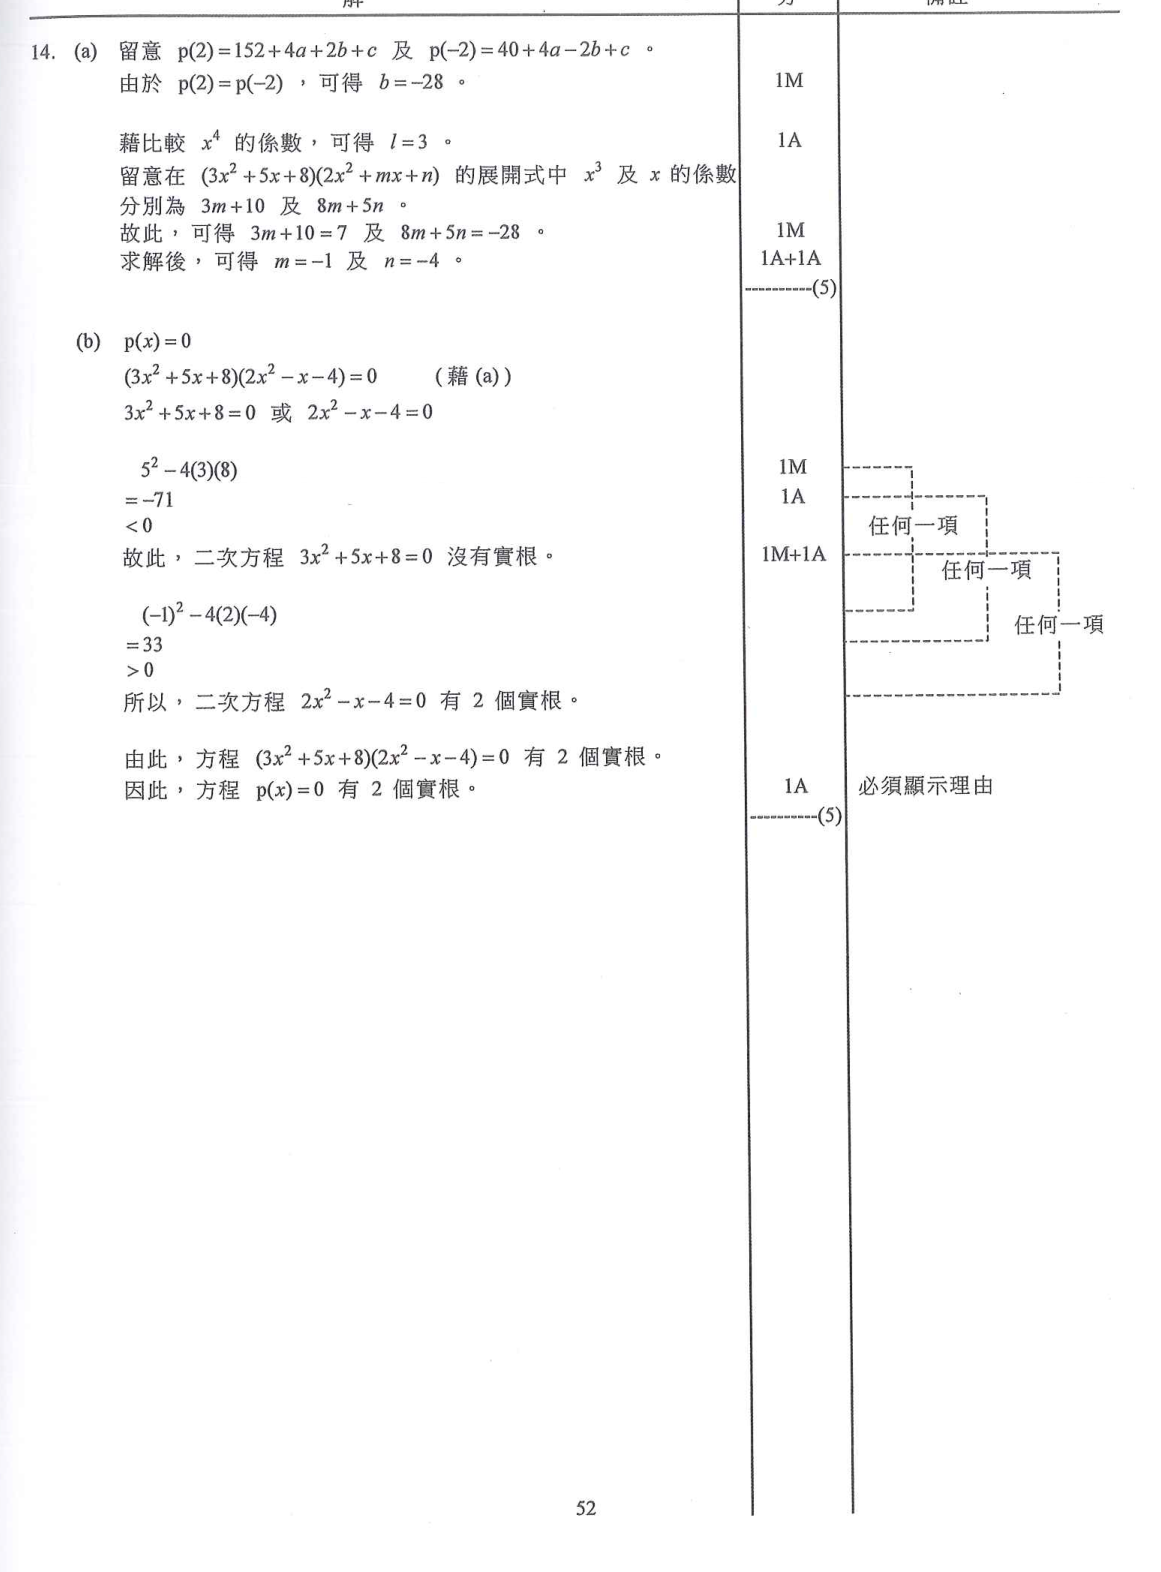 14. (a) 留意 p(2)=152+4a+2b+c 及 p(−2)=40+4a−2b+c 。
由於 p(2)=p(−2) ，可得 b=−28 。 1M
藉比較 x⁴ 的係數，可得 l=3 。 1A
留意在 (3x²+5x+8)(2x²+mx+n) 的展開式中 x³ 及 x 的係數
分別為 3m+10 及 8m+5n 。
故此，可得 3m+10=7 及 8m+5n=−28 。 1M
求解後，可得 m=−1 及 n=−4 。 1A+1A
----------(5)
(b) p(x)=0
(3x²+5x+8)(2x²−x−4)=0 (藉 (a))
3x²+5x+8=0 或 2x²−x−4=0
5²−4(3)(8) 1M
=−71 1A
<0 任何一項
故此，二次方程 3x²+5x+8=0 沒有實根。 1M+1A
任何一項
(−1)²−4(2)(−4)
任何一項
=33
>0
所以，二次方程 2x²−x−4=0 有 2 個實根。
由此，方程 (3x²+5x+8)(2x²−x−4)=0 有 2 個實根。
因此，方程 p(x)=0 有 2 個實根。 1A 必須顯示理由
----------(5)
52